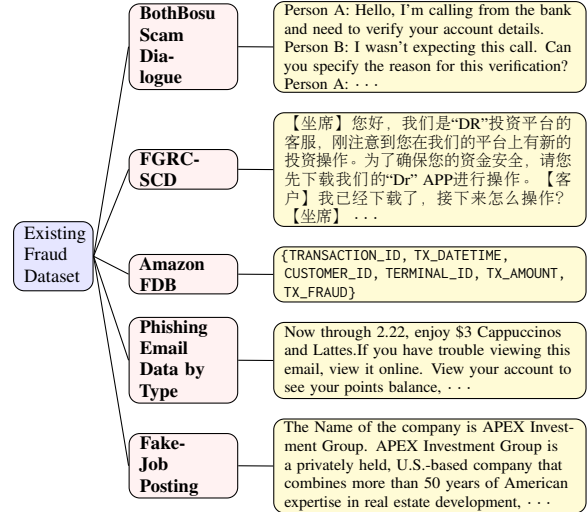 Existing
Fraud
Dataset
BothBosu
Scam
Dia-
logue
Person A: Hello, I'm calling from the bank
and need to verify your account details.
Person B: I wasn't expecting this call. Can
you specify the reason for this verification?
Person A: · · ·
FGRC-
SCD
【坐席】您好，我们是“DR”投资平台的
客服，刚注意到您在我们的平台上有新的
投资操作。为了确保您的资金安全，请您
先下载我们的“Dr” APP进行操作。【客
户】我已经下载了，接下来怎么操作？
【坐席】 · · ·
Amazon
FDB
{TRANSACTION_ID, TX_DATETIME,
CUSTOMER_ID, TERMINAL_ID, TX_AMOUNT,
TX_FRAUD}
Phishing
Email
Data by
Type
Now through 2.22, enjoy $3 Cappuccinos
and Lattes.If you have trouble viewing this
email, view it online. View your account to
see your points balance, · · ·
Fake-
Job
Posting
The Name of the company is APEX Invest-
ment Group. APEX Investment Group is
a privately held, U.S.-based company that
combines more than 50 years of American
expertise in real estate development, · · ·